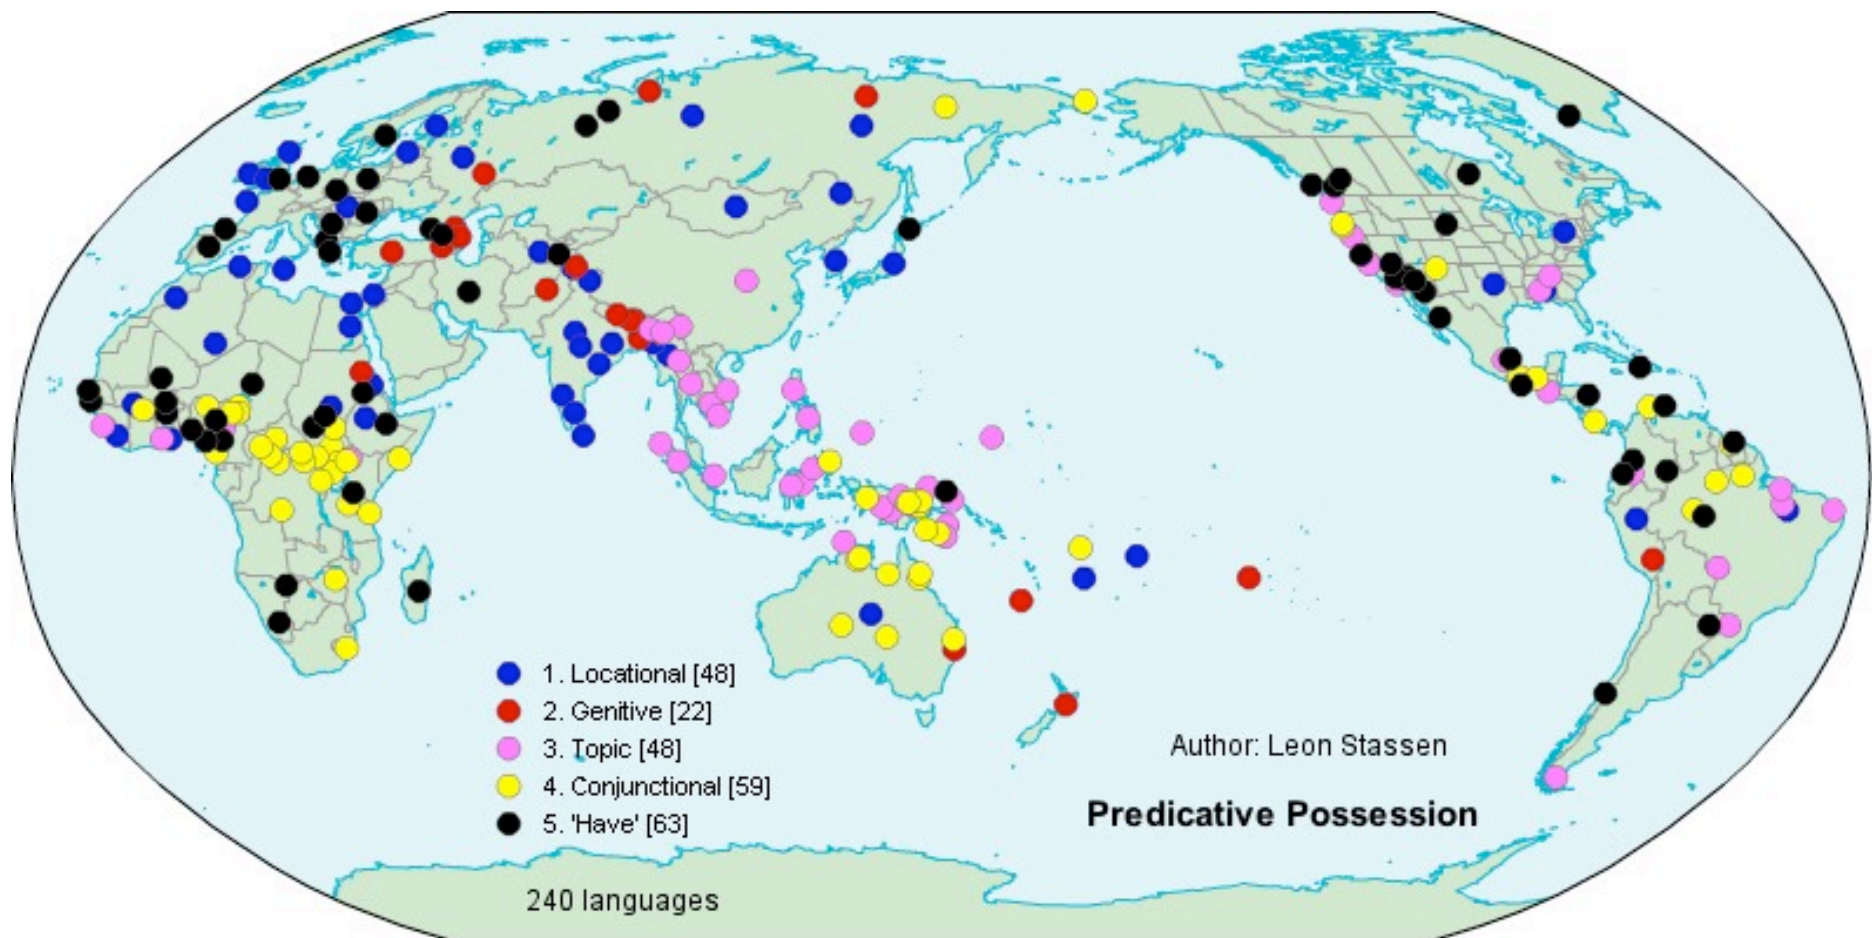 1. Locational [48]
2. Genitive [22]
3. Topic [48]
4. Conjunctional [59]
5. 'Have' [63]
Author: Leon Stassen
Predicative Possession
240 languages